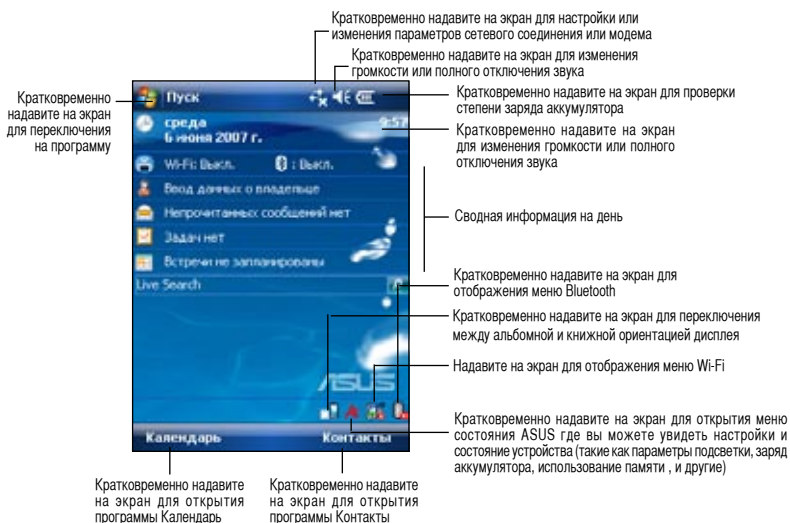 Кратковременно надавите на экран для настройки или
изменения параметров сетевого соединения или модема
Кратковременно надавите на экран для изменения
громкости или полного отключения звука
Кратковременно
надавите на экран
для переключения
на программу
Кратковременно надавите на экран для проверки
степени заряда аккумулятора
Кратковременно надавите на экран
для изменения громкости или полного
отключения звука
Пуск
среда
9:57
6 июня 2007 г.
Wi-Fi: Выкл.
: Выкл.
Ввод данных о владельце
Непрочитанных сообщений нет
Задач нет
Встречи не запланированы
Live Search
ASUS
Календарь
Контакты
Сводная информация на день
Кратковременно надавите на экран для
отображения меню Bluetooth
Кратковременно надавите на экран для переключения
между альбомной и книжной ориентацией дисплея
Надавите на экран для отображения меню Wi-Fi
Кратковременно надавите на экран для открытия меню
состояния ASUS где вы можете увидеть настройки и
состояние устройства (такие как параметры подсветки, заряд
аккумулятора, использование памяти , и другие)
Кратковременно надавите
на экран для открытия
программы Календарь
Кратковременно надавите
на экран для открытия
программы Контакты